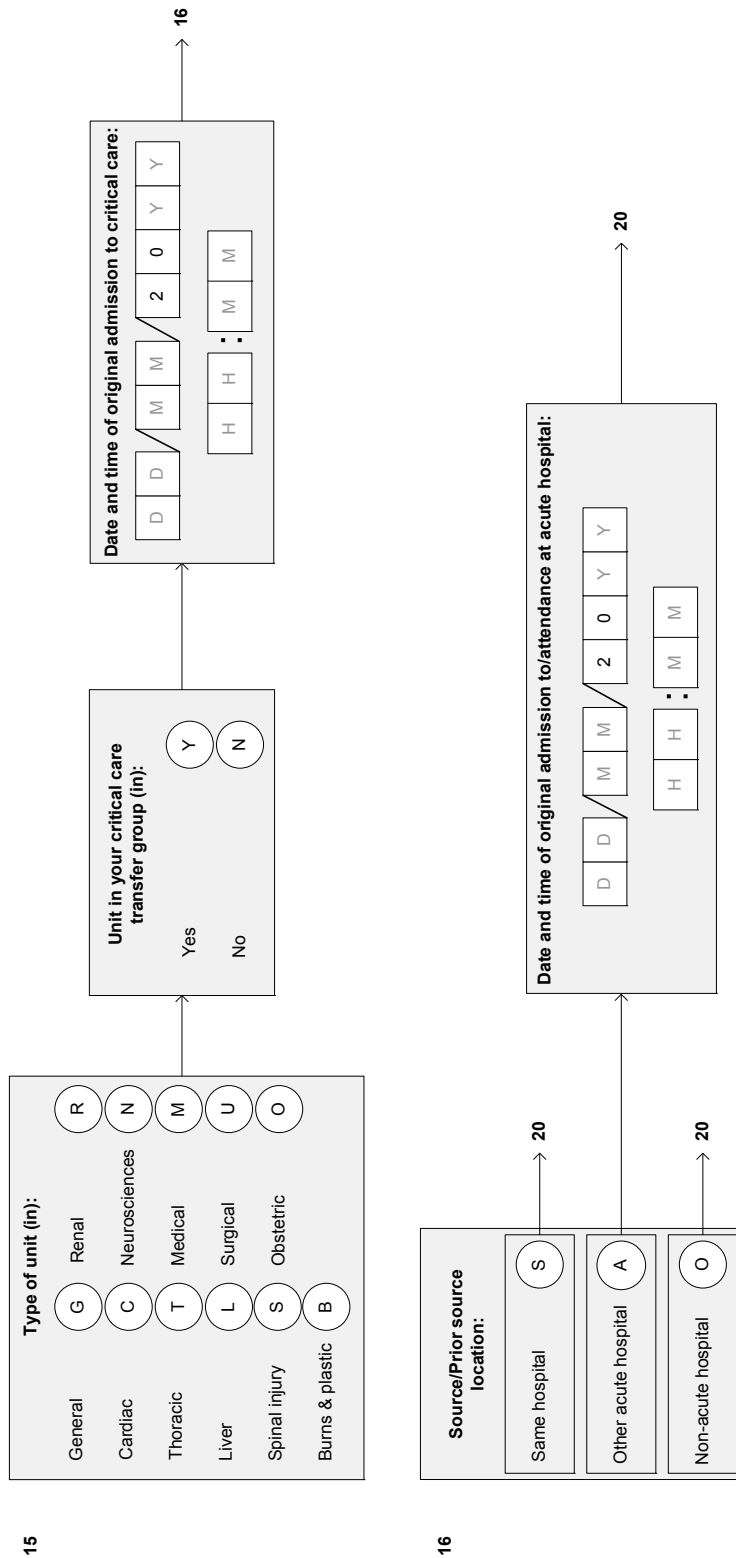 15
Type of unit (in):
General G Renal R
Cardiac C Neurosciences N
Thoracic T Medical M
Liver L Surgical U
Spinal injury S Obstetric O
Burns & plastic B
Unit in your critical care
transfer group (in):
Yes Y
No N
Date and time of original admission to critical care:
D D / M M / 2 0 Y Y
H H : M M
16
16
Source/Prior source
location:
Same hospital S
20
Other acute hospital A
Non-acute hospital O
20
Date and time of original admission to/attendance at acute hospital:
D D / M M / 2 0 Y Y
H H : M M
20